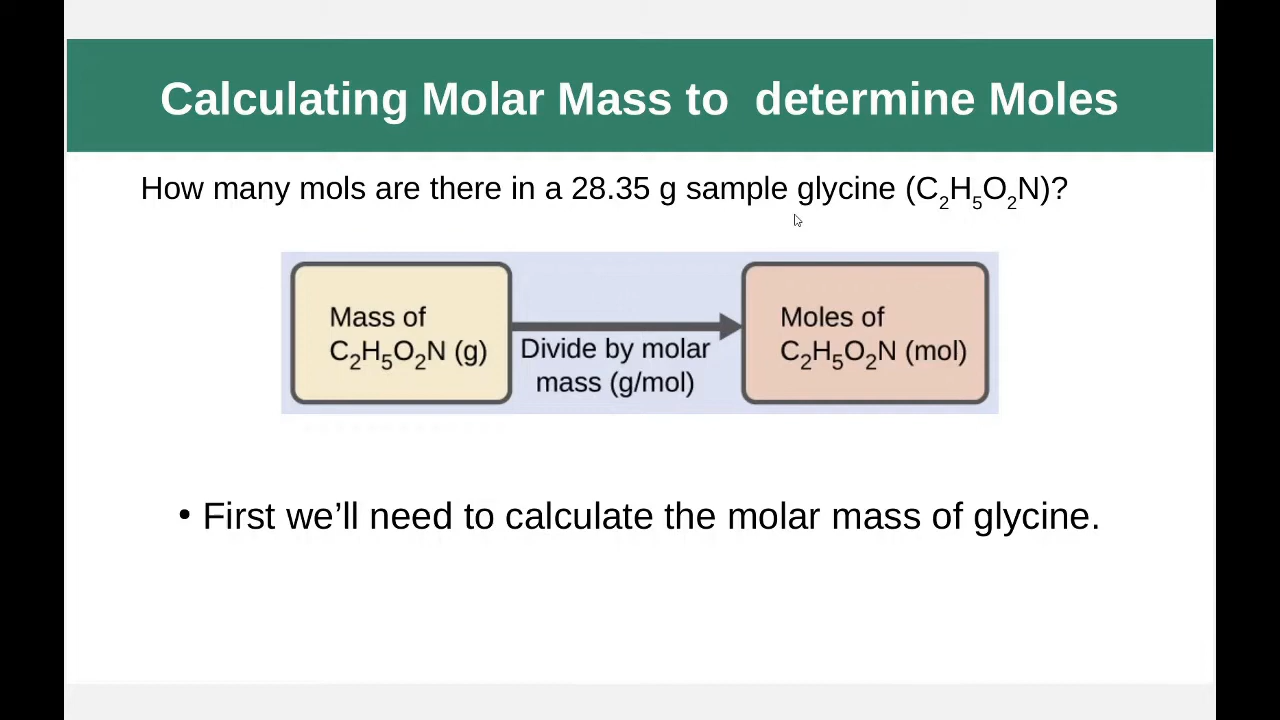 Calculating Molar Mass to  determine Moles
How many mols are there in a 28.35 g sample glycine (C₂H₅O₂N)?
Mass of
C₂H₅O₂N (g)
Divide by molar
mass (g/mol)
Moles of
C₂H₅O₂N (mol)
• First we’ll need to calculate the molar mass of glycine.